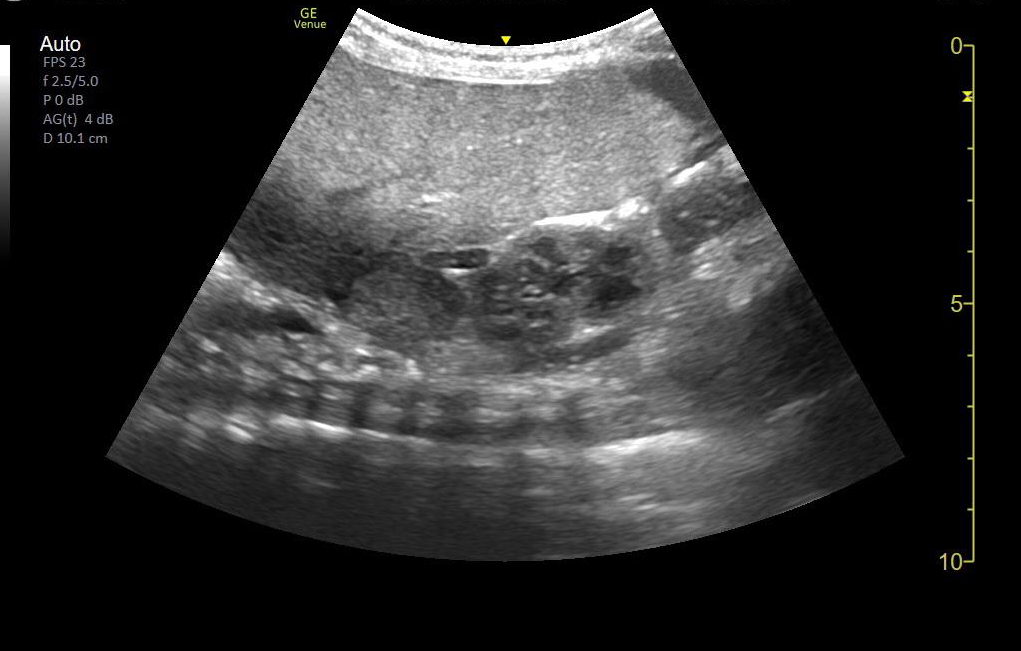 GE
Venue
Auto
FPS 23
f 2.5/5.0
P 0 dB
AG(t) 4 dB
D 10.1 cm
0
5
10